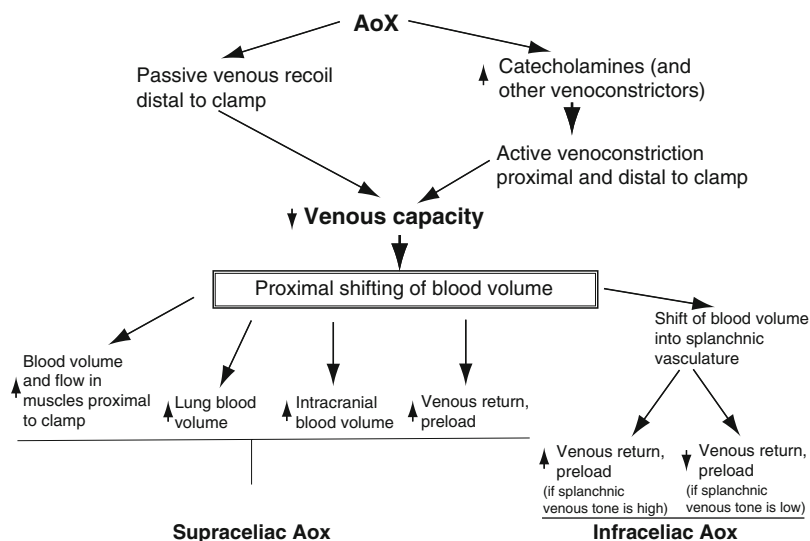 AoX
Passive venous recoil
distal to clamp
Catecholamines (and
other venoconstrictors)
Active venoconstriction
proximal and distal to clamp
Venous capacity
Proximal shifting of blood volume
Blood volume
and flow in
muscles proximal
to clamp
Lung blood
volume
Intracranial
blood volume
Venous return,
preload
Shift of blood volume
into splanchnic
vasculature
Venous return,
preload
(if splanchnic
venous tone is high)
Venous return,
preload
(if splanchnic
venous tone is low)
Supraceliac Aox
Infraceliac Aox